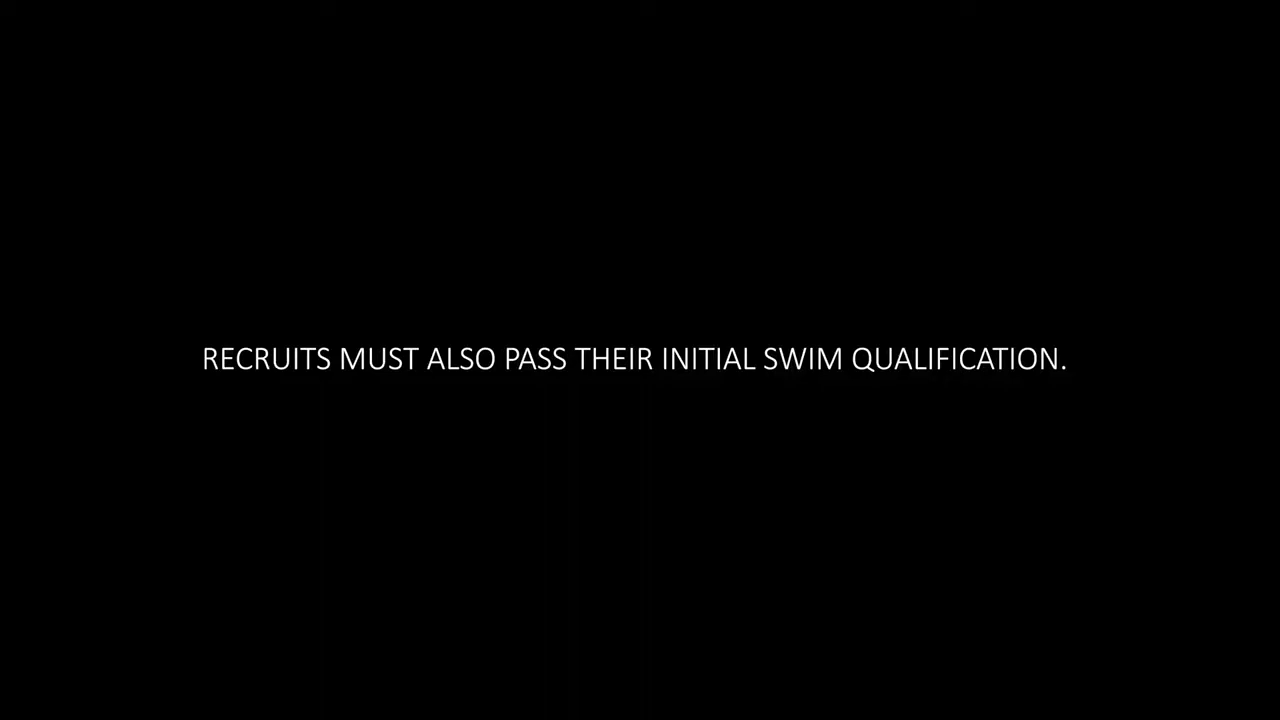 RECRUITS MUST ALSO PASS THEIR INITIAL SWIM QUALIFICATION.